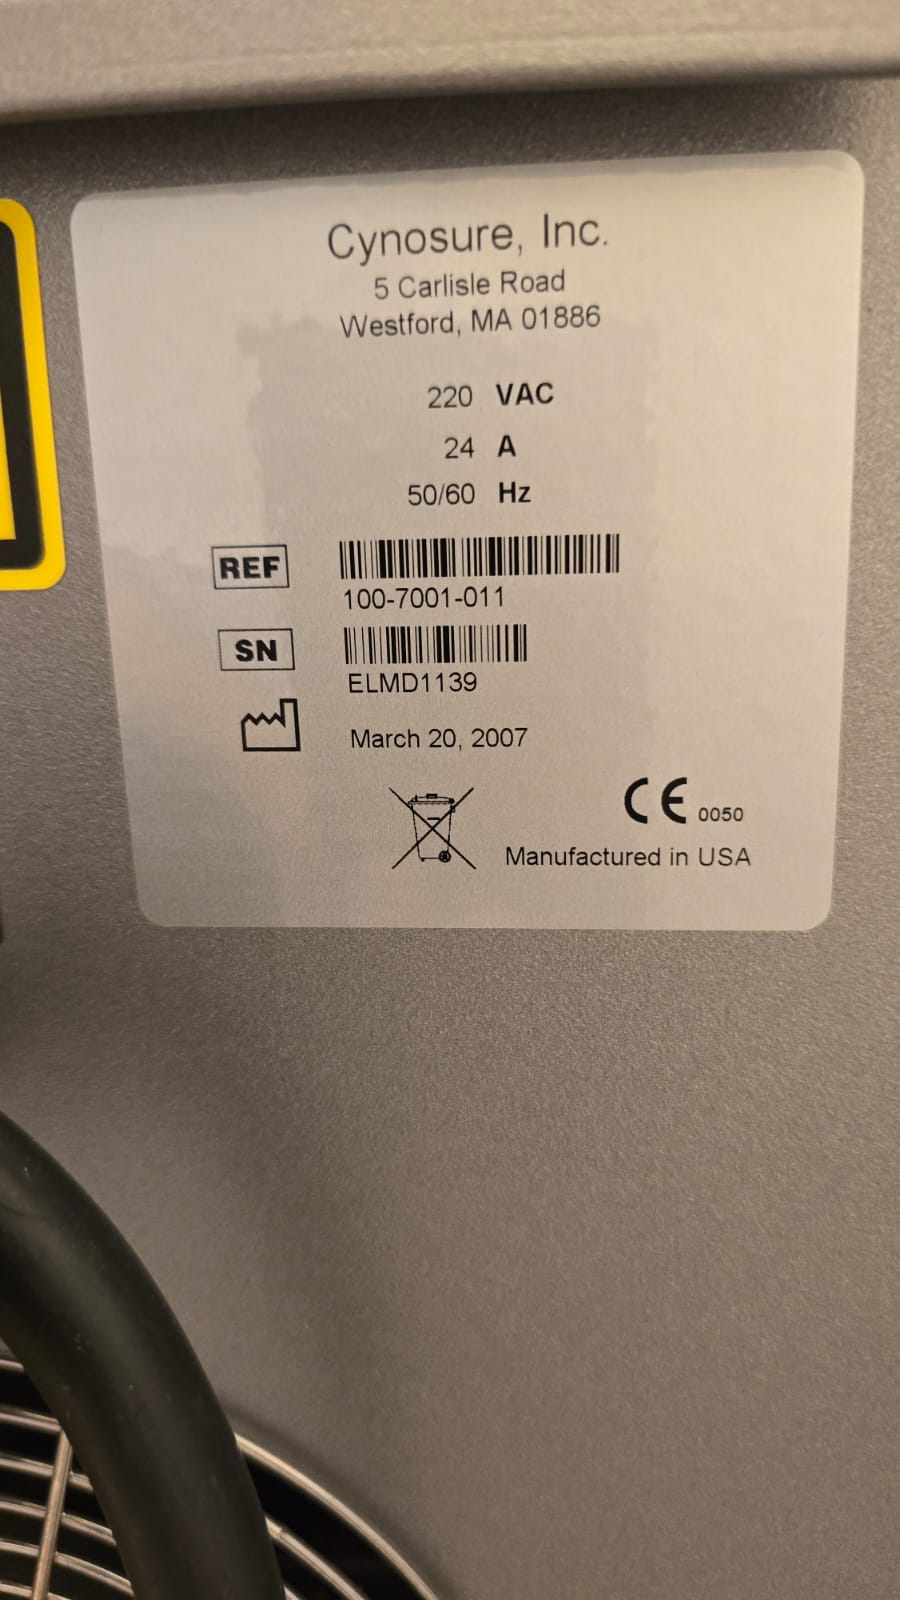 Cynosure, Inc.
5 Carlisle Road
Westford, MA 01886
220 VAC
24 A
50/60 Hz
REF
100-7001-011
SN
ELMD1139
March 20, 2007
CE 0050
Manufactured in USA